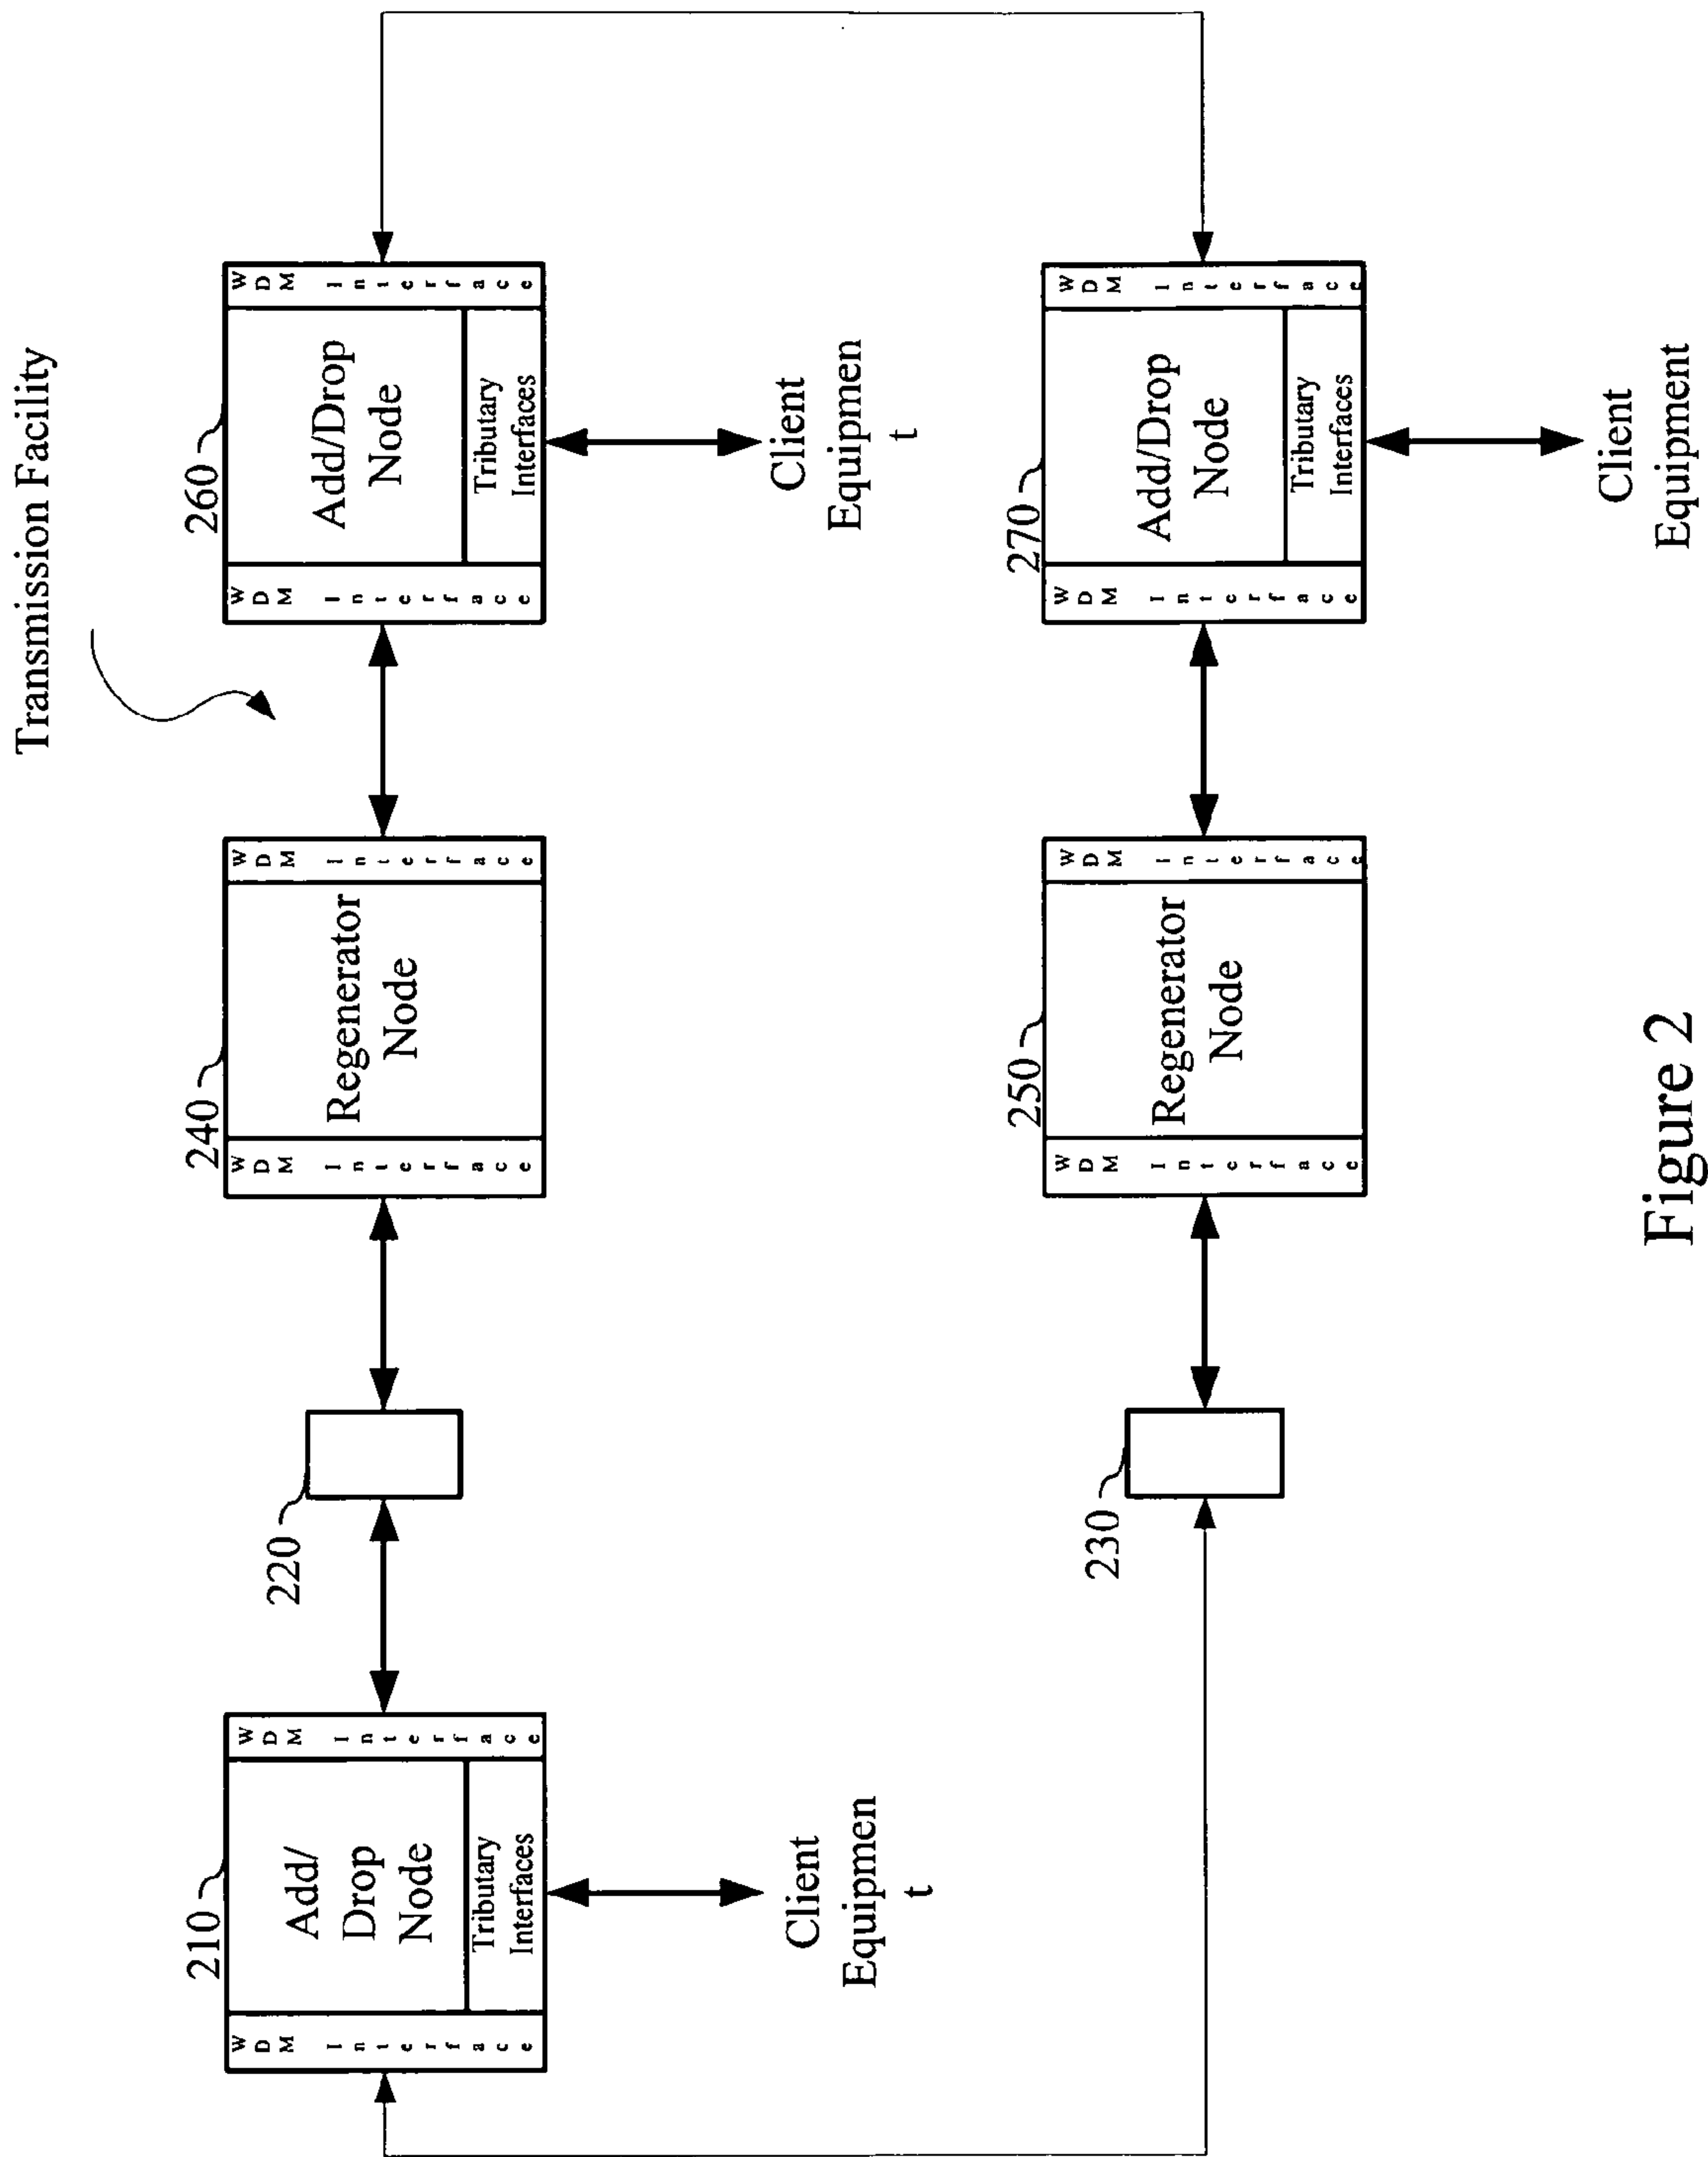 Transmission Facility
210
WDM Interface
Add/
Drop
Node
Tributary
Interfaces
WDM Interface
Client
Equipmen
t
220
240
WDM Interface
Regenerator
Node
WDM Interface
260
WDM Interface
Add/Drop
Node
Tributary
Interfaces
WDM Interface
Client
Equipmen
t
230
250
WDM Interface
Regenerator
Node
WDM Interface
270
WDM Interface
Add/Drop
Node
Tributary
Interfaces
WDM Interface
Client
Equipment
Figure 2